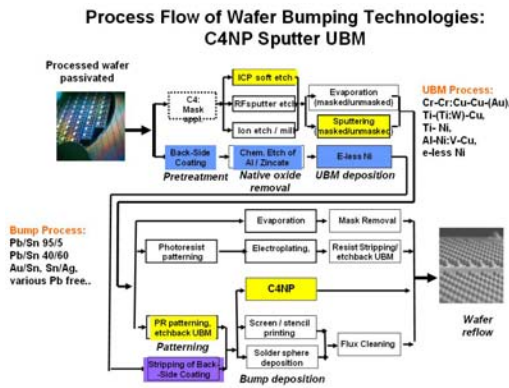 Process Flow of Wafer Bumping Technologies:
C4NP Sputter UBM
Processed wafer
passivated
C4:
Mask
appl.
ICP soft etch
RFsputter etch
Ion etch / mill
Evaporation
(masked/unmasked)
Sputtering
(masked/unmasked)
UBM Process:
Cr-Cr:Cu-Cu-(Au),
Ti-(Ti:W)-Cu,
Ti- Ni,
Al-Ni:V-Cu,
e-less Ni
Back-Side
Coating
Chem. Etch of
Al / Zincate
E-less Ni
Pretreatment
Native oxide
removal
UBM deposition
Bump Process:
Pb/Sn 95/5
Pb/Sn 40/60
Au/Sn, Sn/Ag,
various Pb free..
Evaporation
Mask Removal
Photoresist
patterning
Electroplating,
Resist Stripping/
etchback UBM
C4NP
PR patterning,
etchback UBM
Patterning
Stripping of Back-
-Side Coating
Screen / stencil
printing
Solder sphere
deposition
Flux Cleaning
Bump deposition
Wafer
reflow